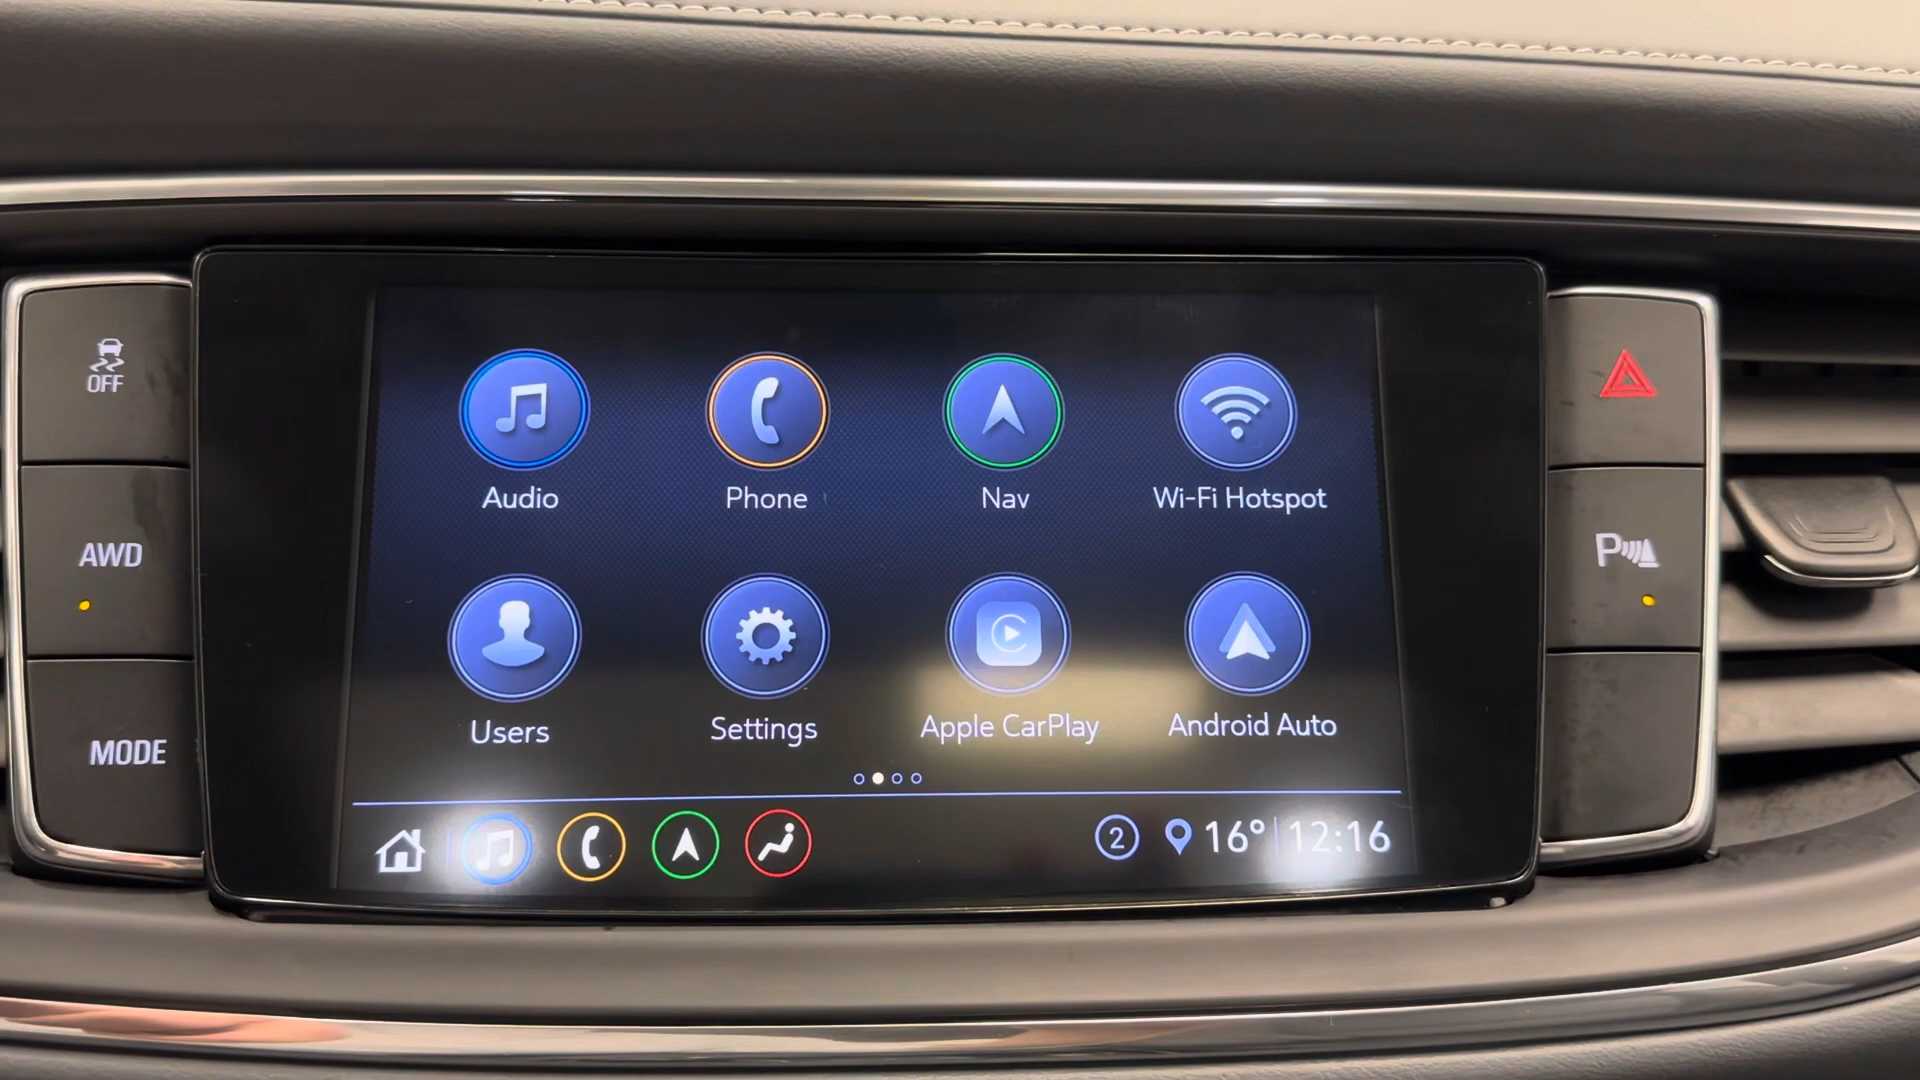 OFF
AWD
MODE
Audio
Phone
Nav
Wi-Fi Hotspot
Users
Settings
Apple CarPlay
Android Auto
2 16° 12:16
P